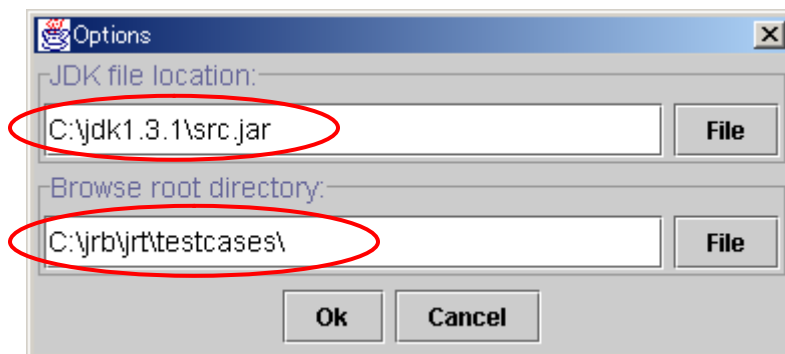 Options
JDK file location:
C:\jdk1.3.1\src.jar
File
Browse root directory:
C:\jrb\jrt\testcases\
File
Ok
Cancel